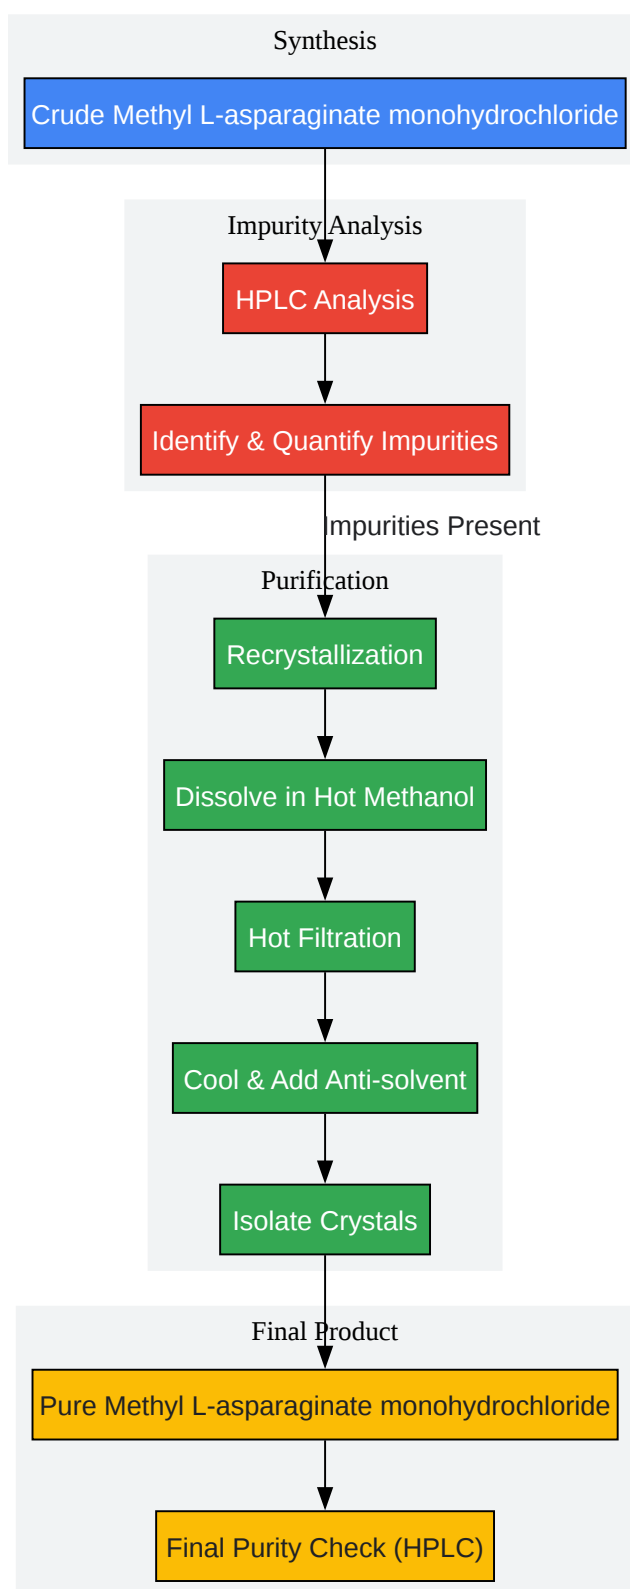 Synthesis
Crude Methyl L-asparaginate monohydrochloride
Impurity Analysis
HPLC Analysis
Identify & Quantify Impurities
Impurities Present
Purification
Recrystallization
Dissolve in Hot Methanol
Hot Filtration
Cool & Add Anti-solvent
Isolate Crystals
Final Product
Pure Methyl L-asparaginate monohydrochloride
Final Purity Check (HPLC)